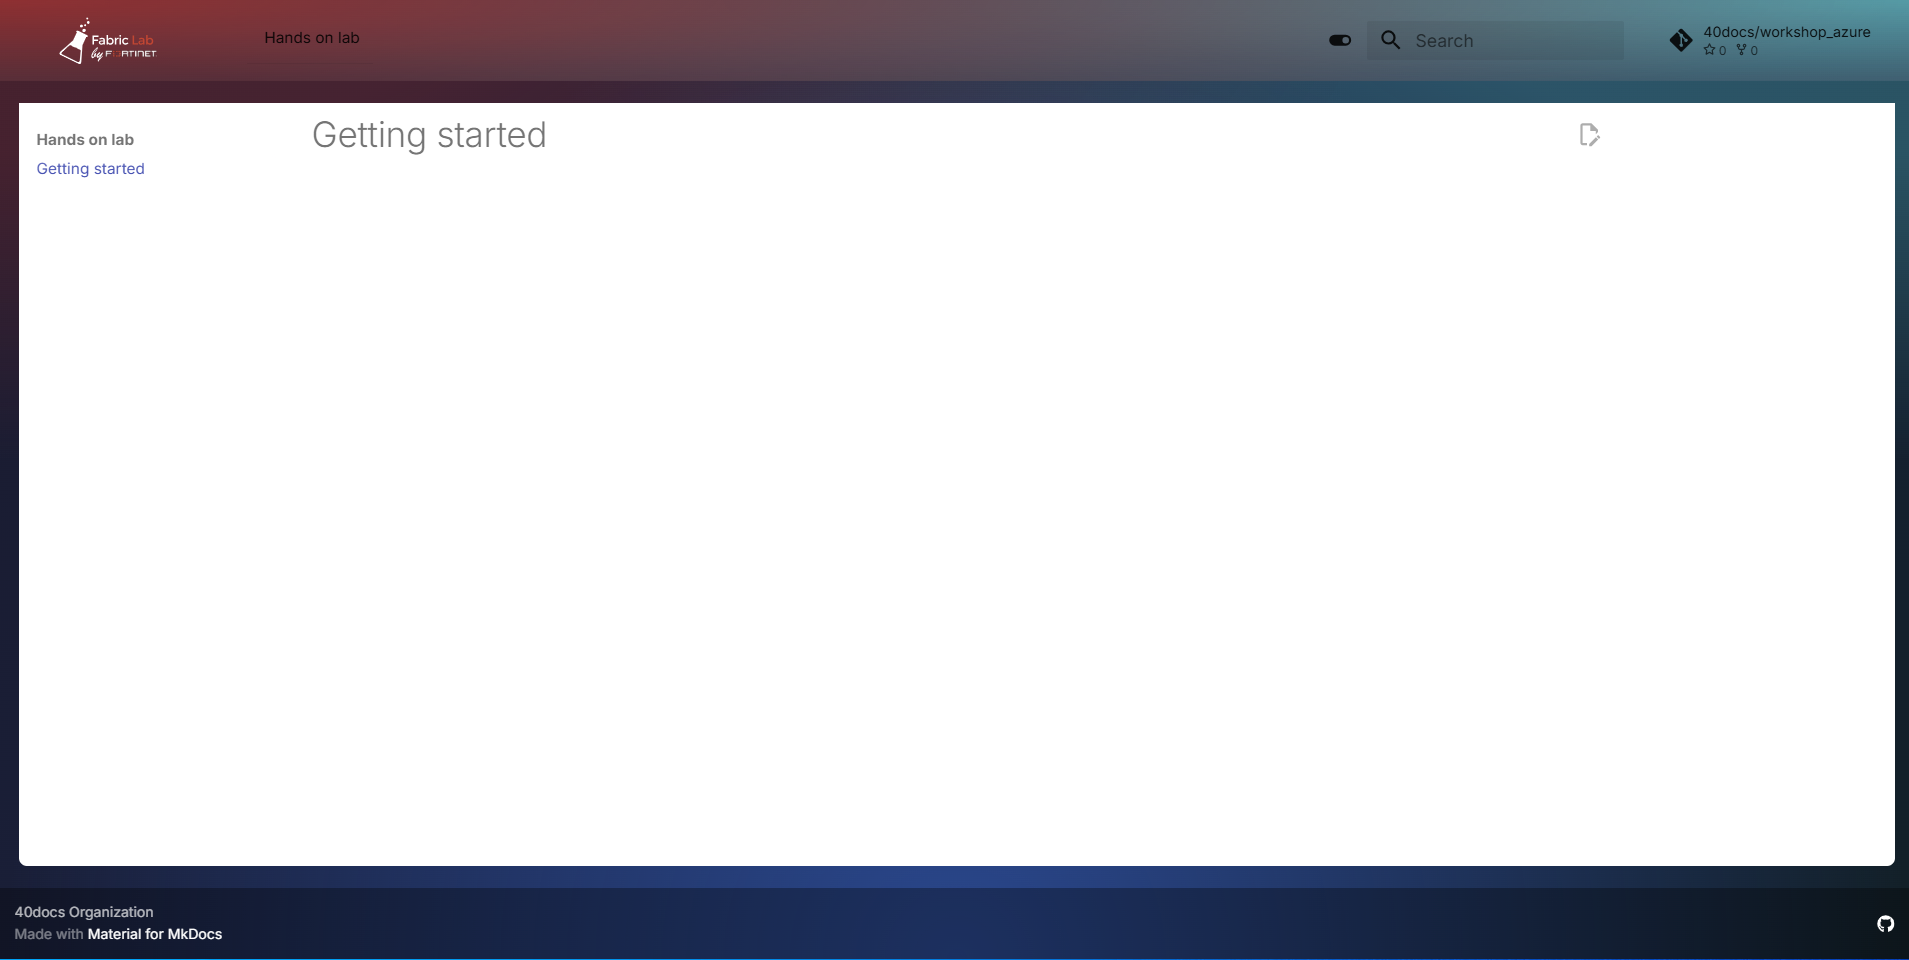 Fabric Lab
by FORTINET
Hands on lab
Search
40docs/workshop_azure
0 0
Hands on lab
Getting started
Getting started
40docs Organization
Made with Material for MkDocs